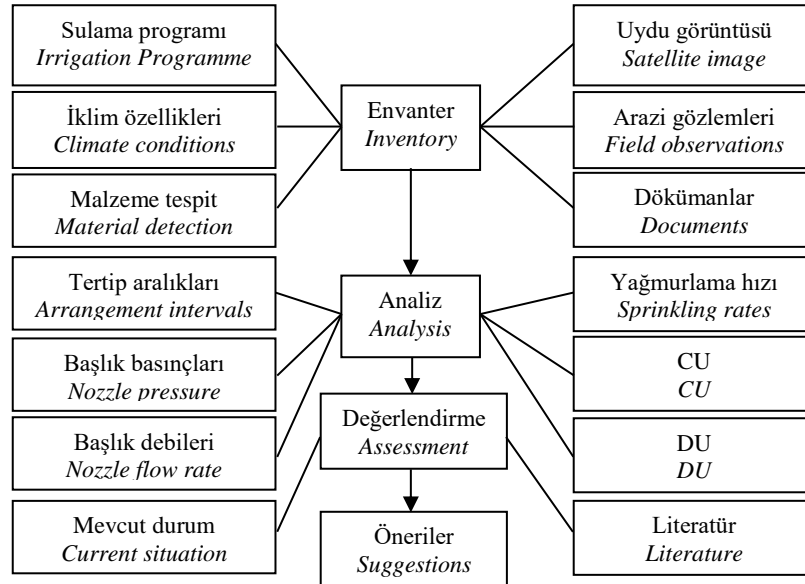 Sulama programı
Irrigation Programme
Uydu görüntüsü
Satellite image
İklim özellikleri
Climate conditions
Envanter
Inventory
Arazi gözlemleri
Field observations
Malzeme tespit
Material detection
Dökümanlar
Documents
Tertip aralıkları
Arrangement intervals
Analiz
Analysis
Yağmurlama hızı
Sprinkling rates
Başlık basınçları
Nozzle pressure
CU
CU
Başlık debileri
Nozzle flow rate
Değerlendirme
Assessment
DU
DU
Mevcut durum
Current situation
Öneriler
Suggestions
Literatür
Literature